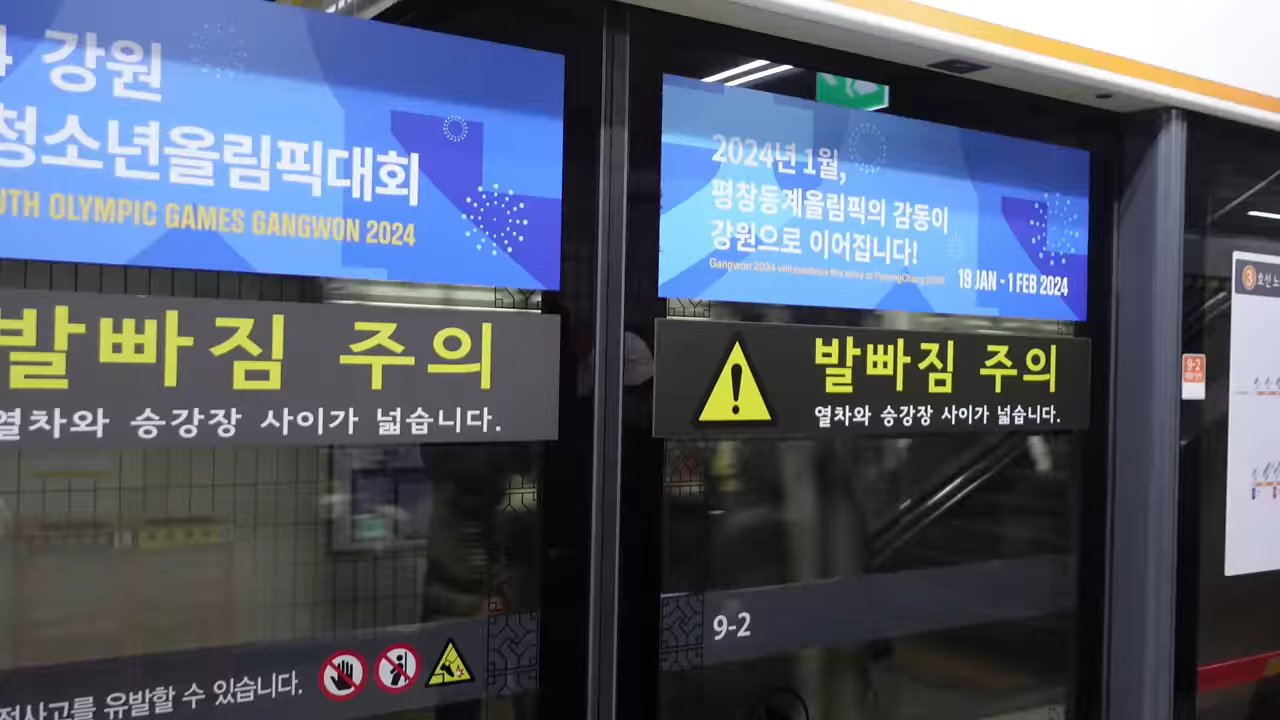 강원
청소년올림픽대회
OLYMPIC GAMES GANGWON 2024
발빠짐 주의
열차와 승강장 사이가 넓습니다.
유발할 수 있습니다.
2024년 1월,
평창동계올림픽의 감동이
강원으로 이어집니다!
Gangwon 2024 will
19 JAN - 1 FEB 2024
발빠짐 주의
열차와 승강장 사이가 넓습니다.
9-2
9-2
3